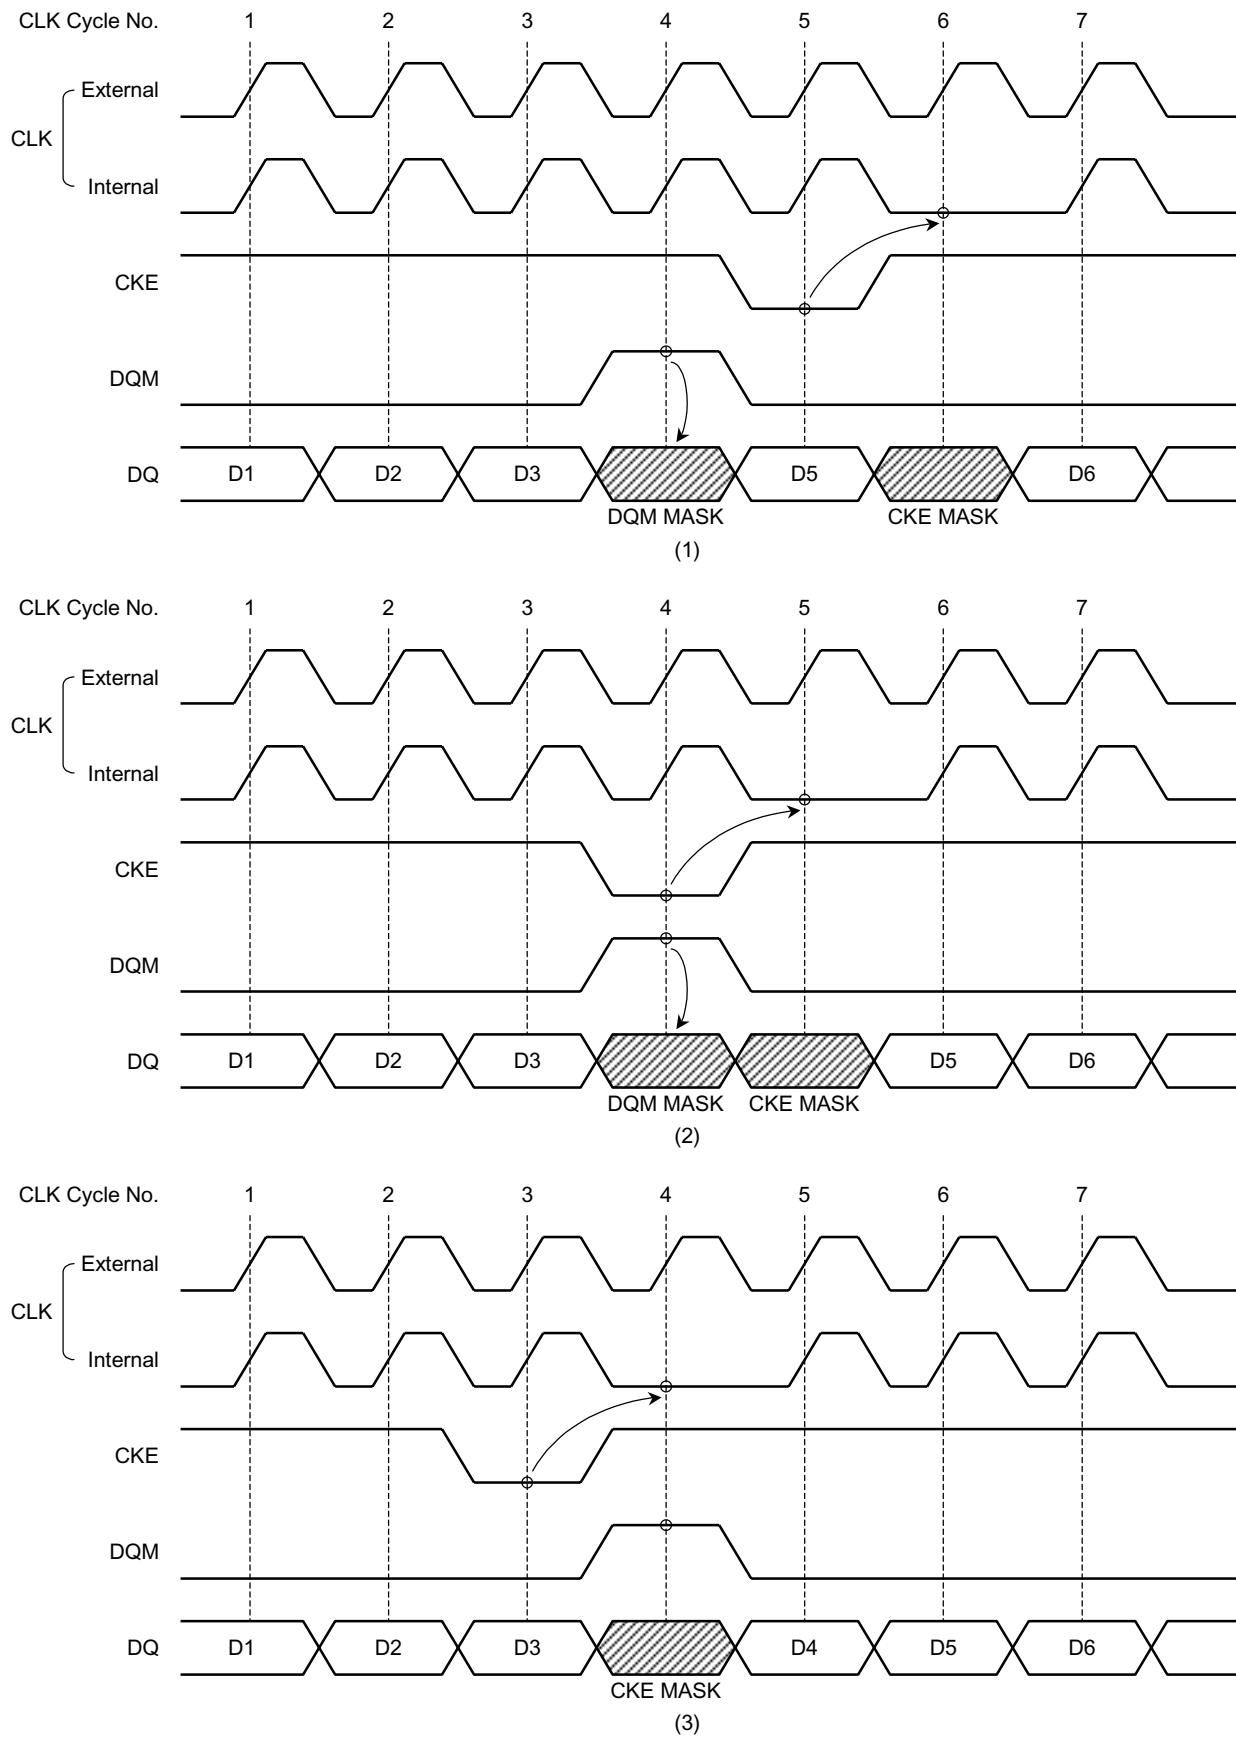 CLK Cycle No. 1 2 3 4 5 6 7
External
CLK
Internal
CKE
DQM
DQ D1 D2 D3 D5 D6
DQM MASK CKE MASK
(1)
CLK Cycle No. 1 2 3 4 5 6 7
External
CLK
Internal
CKE
DQM
DQ D1 D2 D3 D5 D6
DQM MASK CKE MASK
(2)
CLK Cycle No. 1 2 3 4 5 6 7
External
CLK
Internal
CKE
DQM
DQ D1 D2 D3 D4 D5 D6
CKE MASK
(3)